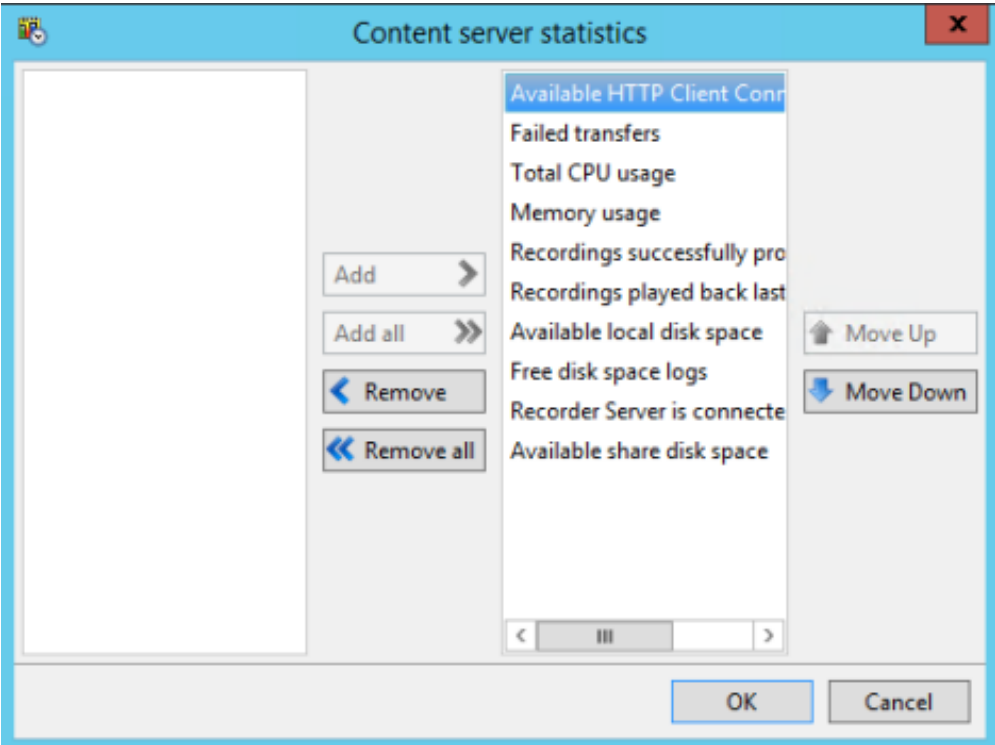 Content server statistics
x
Available HTTP Client Conn
Failed transfers
Total CPU usage
Memory usage
Recordings successfully pro
Recordings played back last
Available local disk space
Free disk space logs
Recorder Server is connecte
Available share disk space
Add
Add all
Remove
Remove all
Move Up
Move Down
OK
Cancel